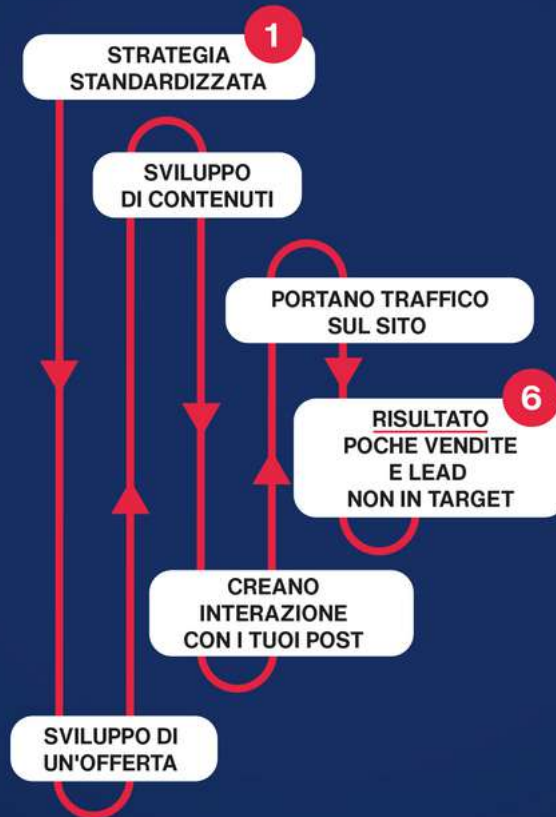 1
STRATEGIA
STANDARDIZZATA
SVILUPPO
DI CONTENUTI
PORTANO TRAFFICO
SUL SITO
6
RISULTATO
POCHE VENDITE
E LEAD
NON IN TARGET
CREANO
INTERAZIONE
CON I TUOI POST
SVILUPPO DI
UN'OFFERTA